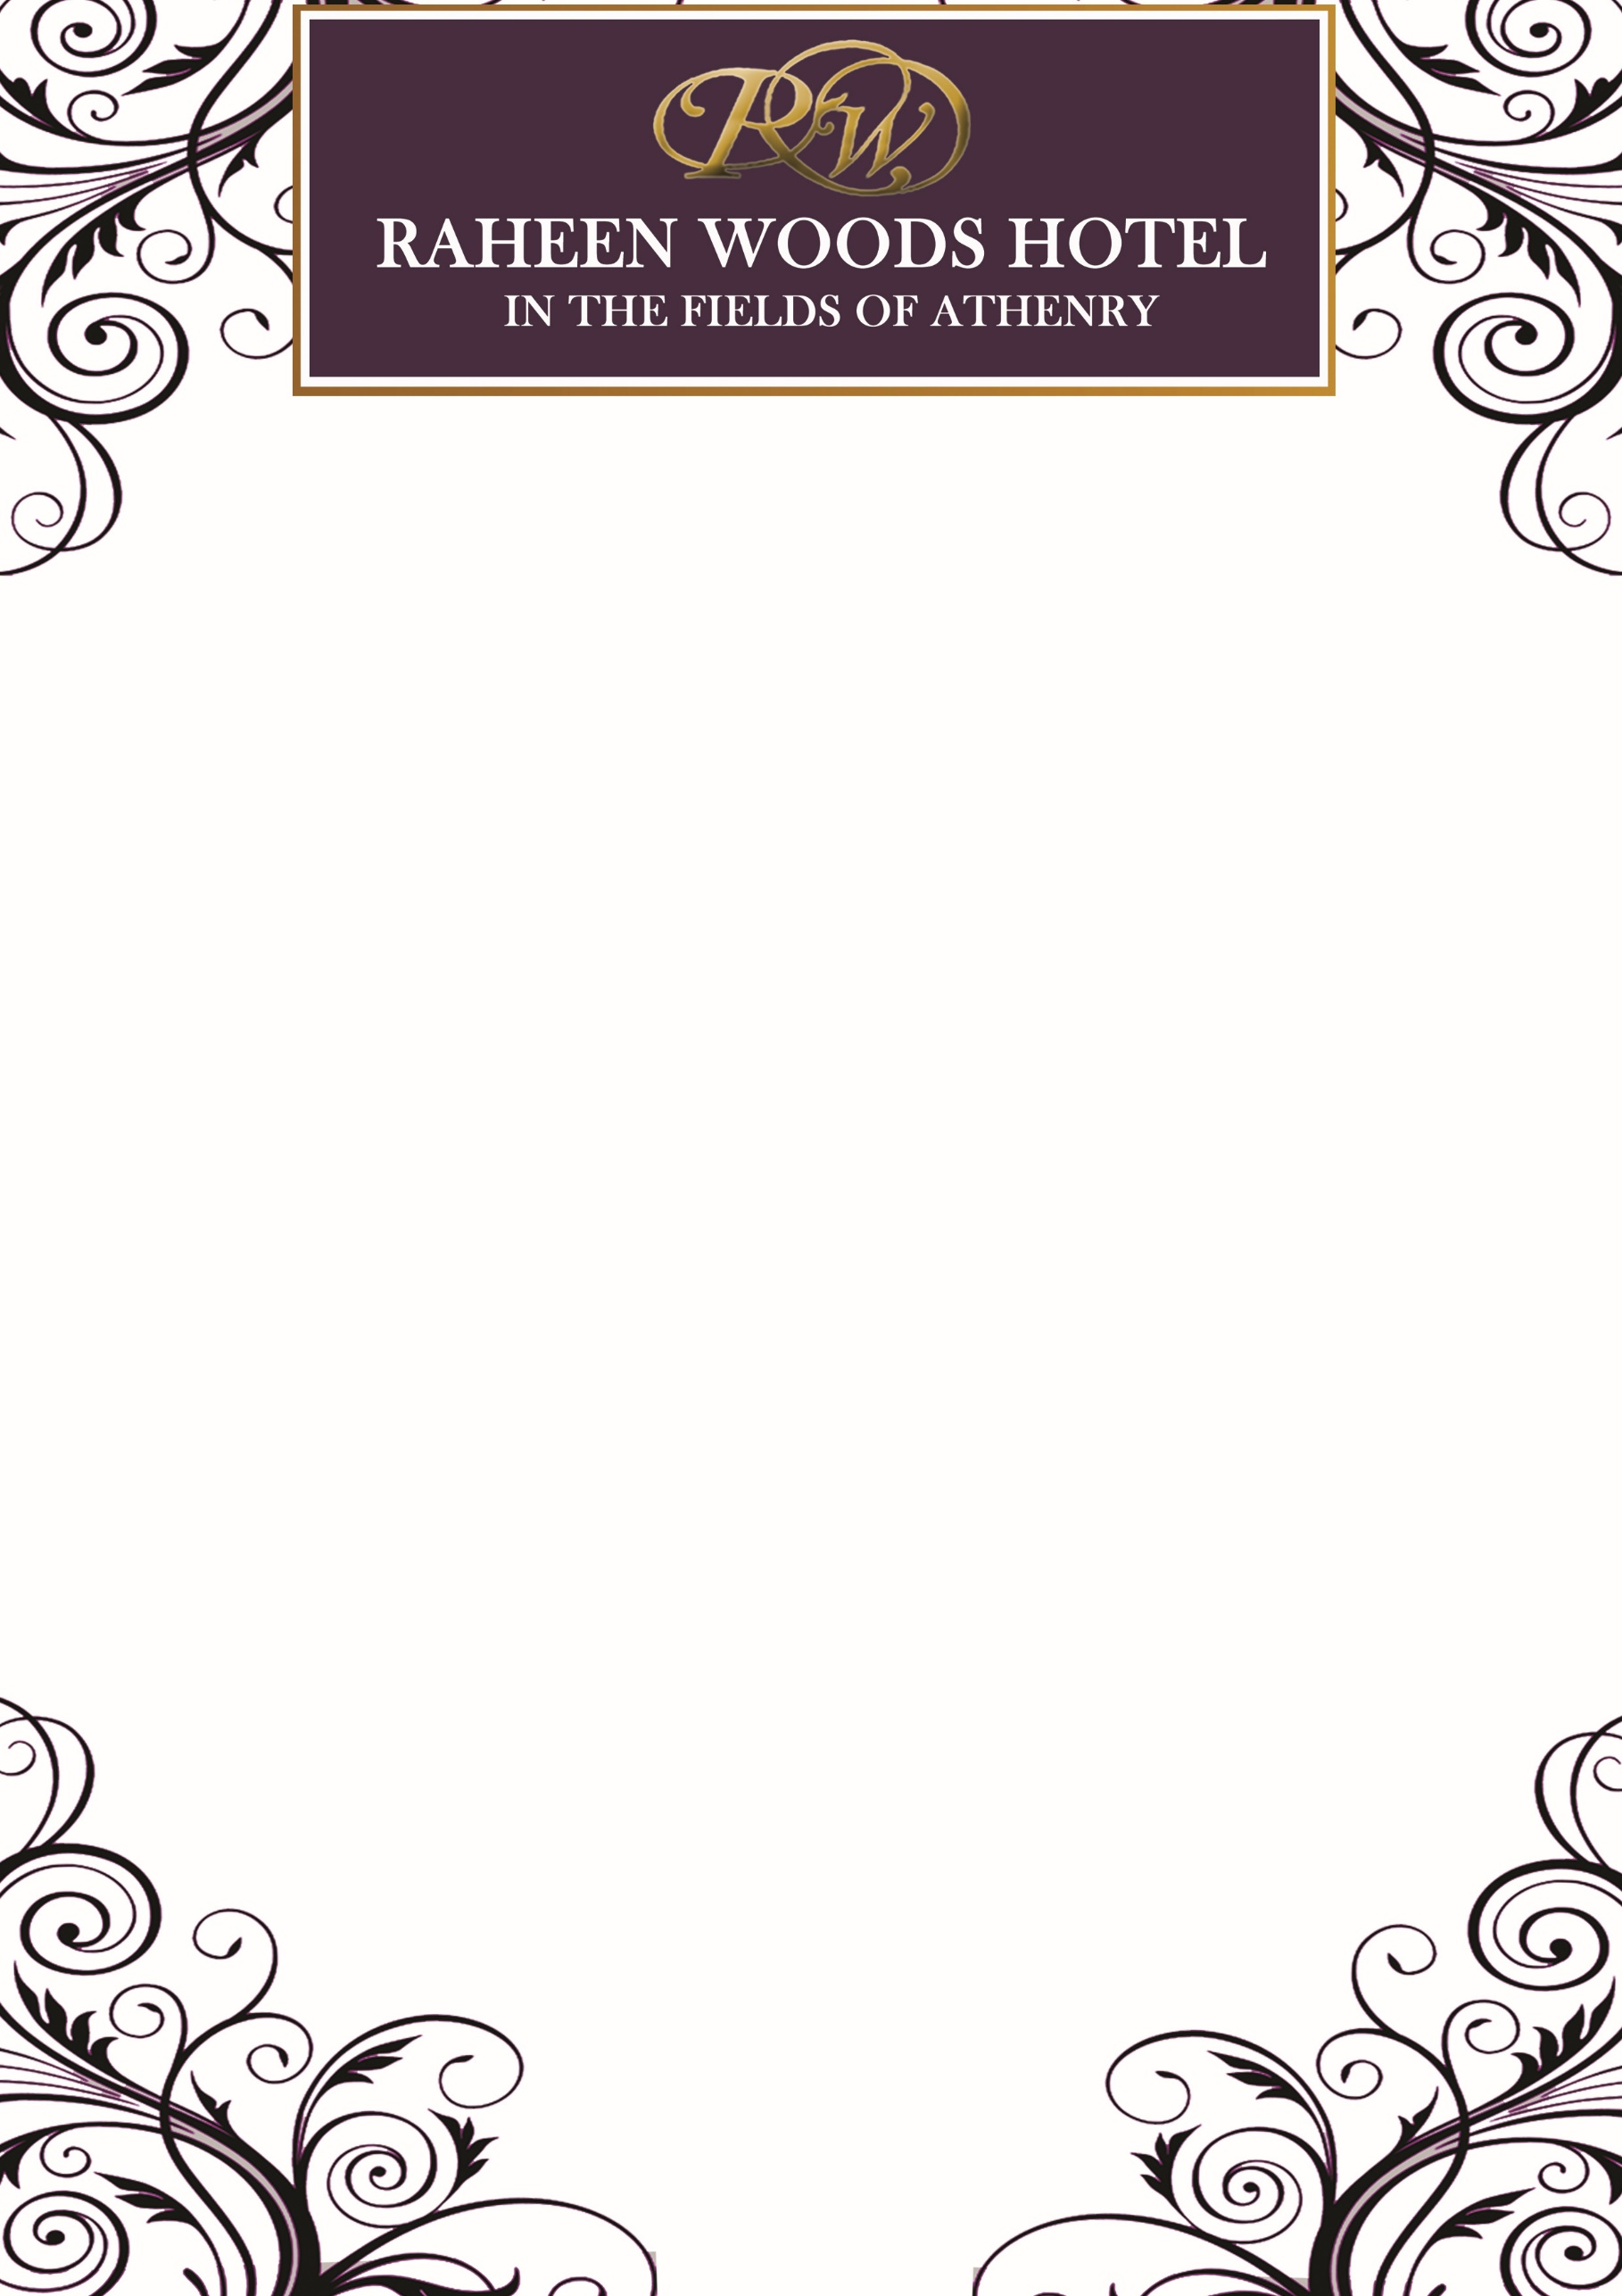 RW
RAHEEN WOODS HOTEL
IN THE FIELDS OF ATHENRY